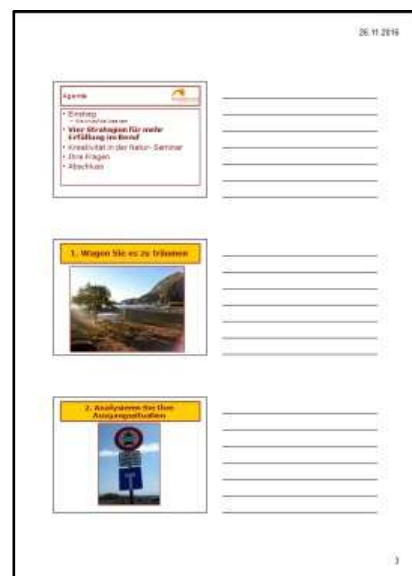 26.11.2016
Agenda
• Einstieg
• Vier Strategien für mehr
Erfüllung im Beruf
• Kreativität in der Natur- Seminar
• Ihre Fragen
• Abschluss
1. Wagen Sie es zu träumen
2. Analysieren Sie Ihre
Ausgangssituation
3